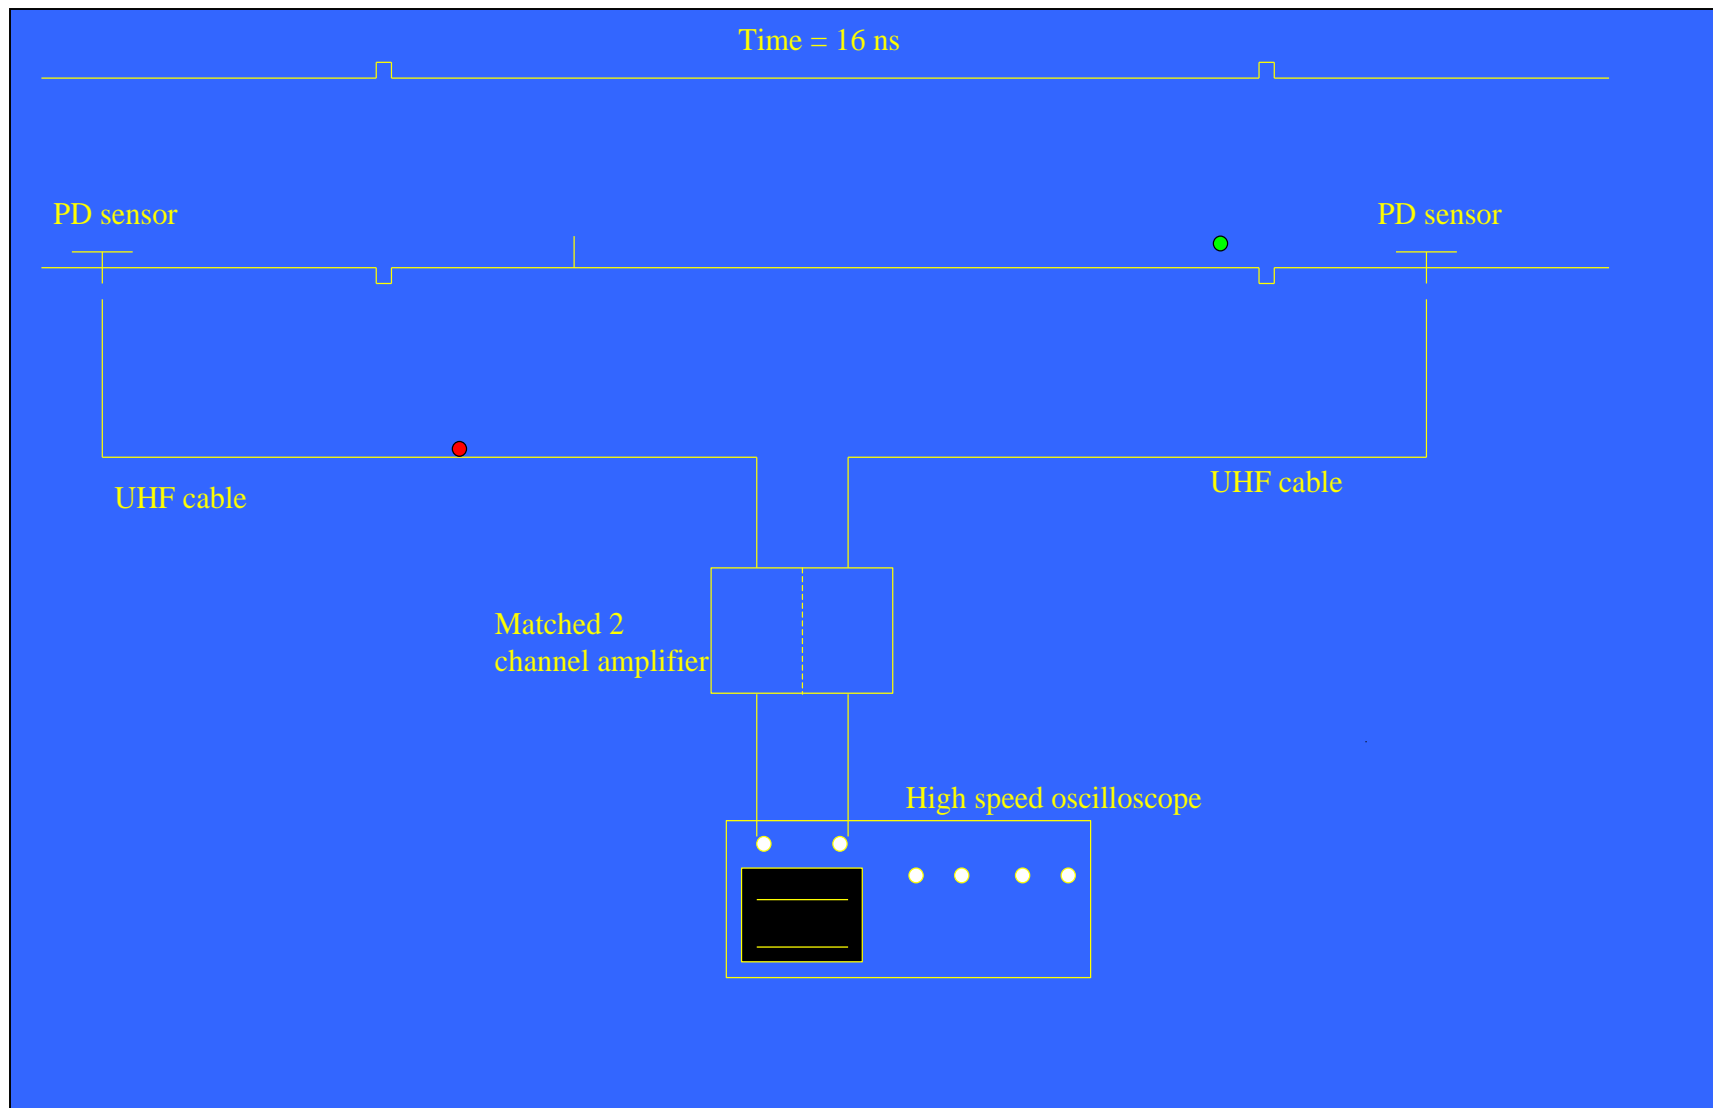 Time = 16 ns
PD sensor
PD sensor
UHF cable
UHF cable
Matched 2
channel amplifier
High speed oscilloscope